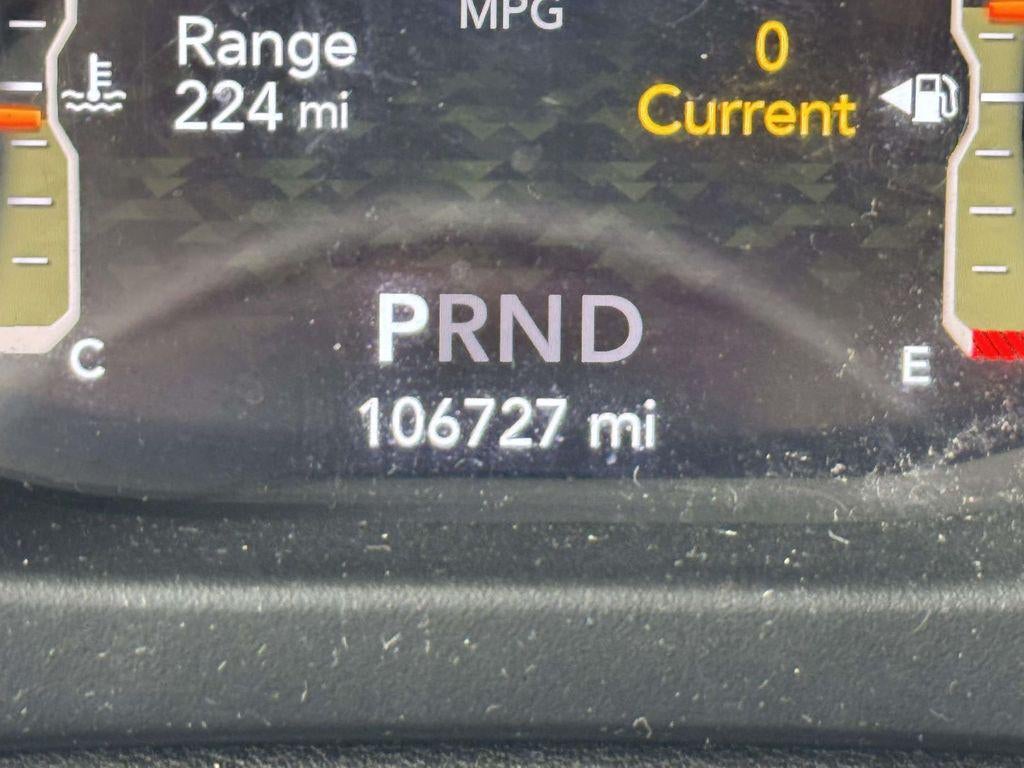 MPG
Range
224 mi
0
Current
PRND
C
E
106727 mi